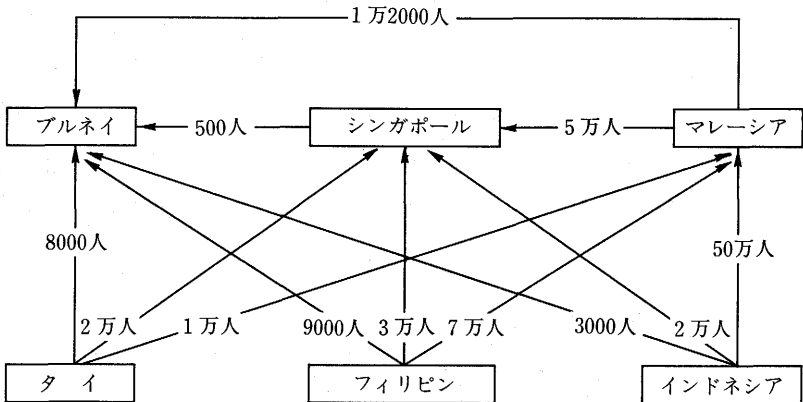 1万2000人
ブルネイ 500人 シンガポール 5万人 マレーシア
8000人 50万人
2万人 1万人 9000人 3万人 7万人 3000人 2万人
タイ フィリピン インドネシア